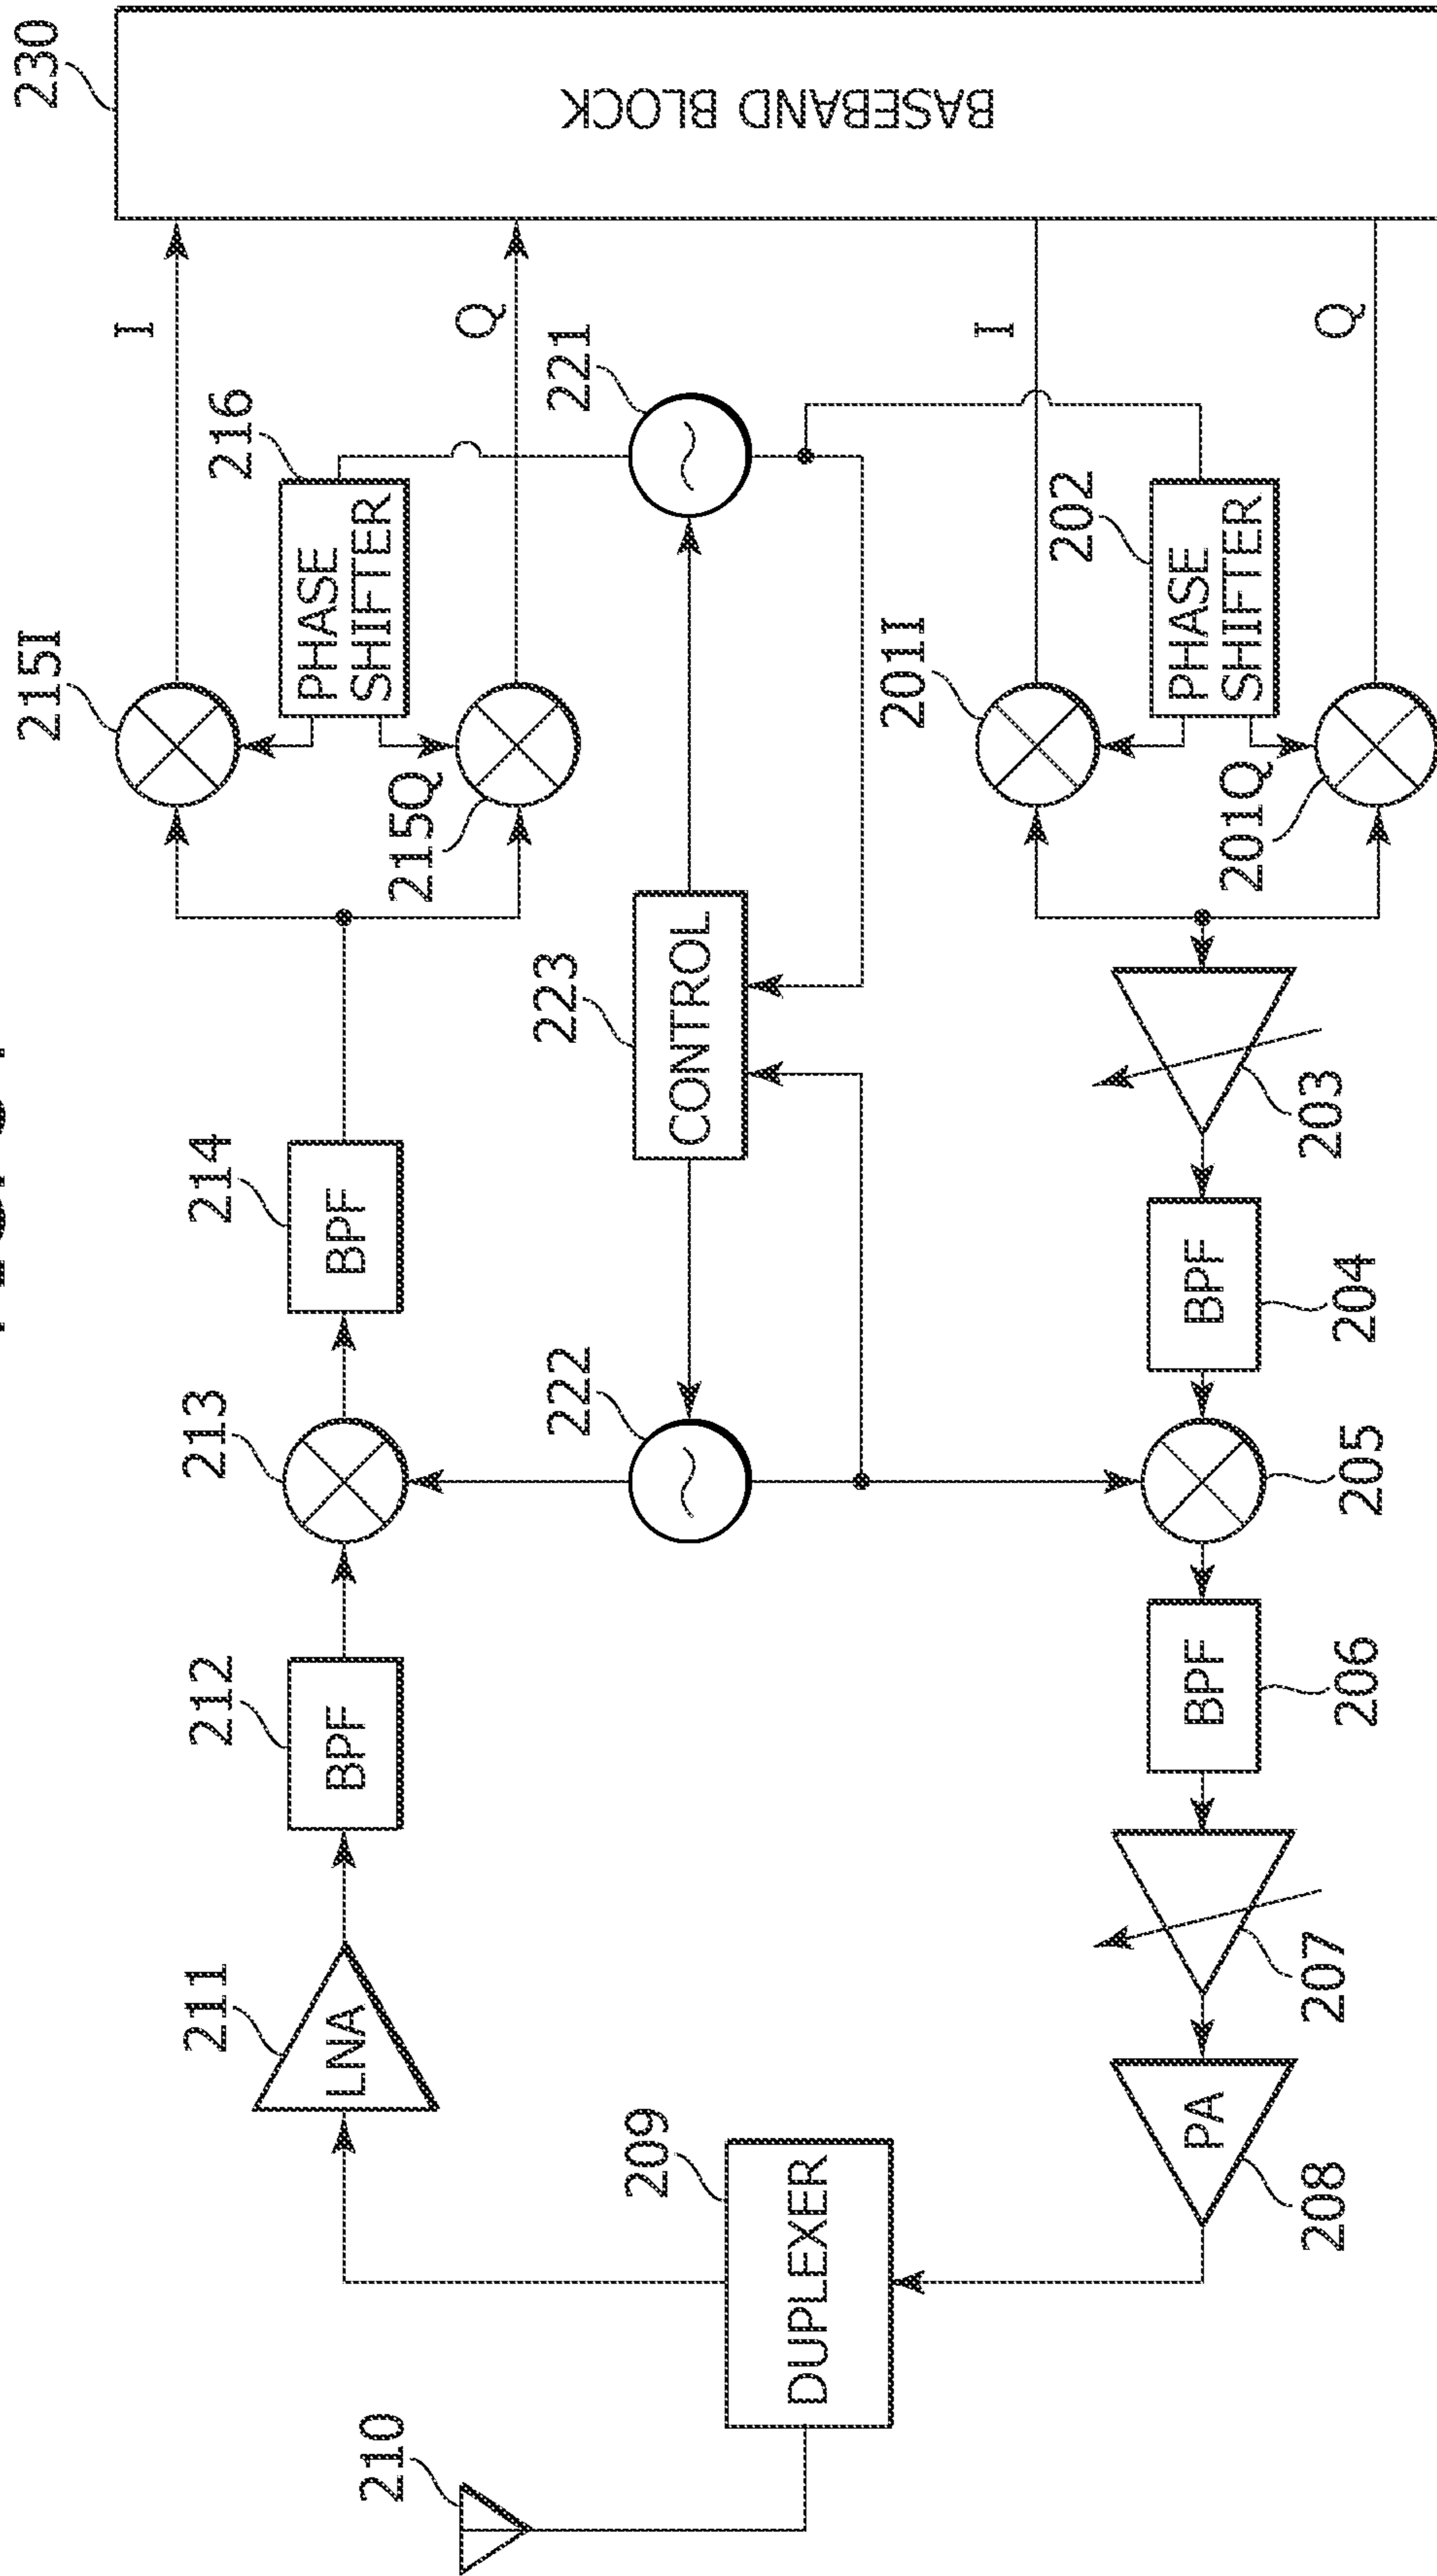 230
215I
I
211
212
213
214
216
LNA
BPF
BPF
PHASE
SHIFTER
210
215Q
Q
222
223
221
209
CONTROL
DUPLEXER
BASEBAND BLOCK
201I
I
202
PA
BPF
BPF
PHASE
SHIFTER
201Q
208
207
206
205
204
203
Q